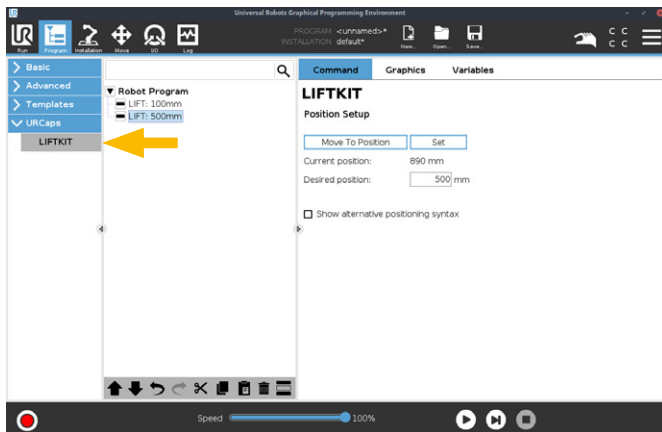 UR
Universal Robots Graphical Programming Environment
UR
Run
Program
Installation
Move
I/O
Log
PROGRAM <unnamed>*
INSTALLATION default*
New...
Open...
Save...
C C
C C
Basic
Advanced
Templates
URCaps
LIFTKIT
Robot Program
LIFT: 100mm
LIFT: 500mm
Command Graphics Variables
LIFTKIT
Position Setup
Move To Position Set
Current position: 890 mm
Desired position: 500 mm
Show alternative positioning syntax
Speed 100%